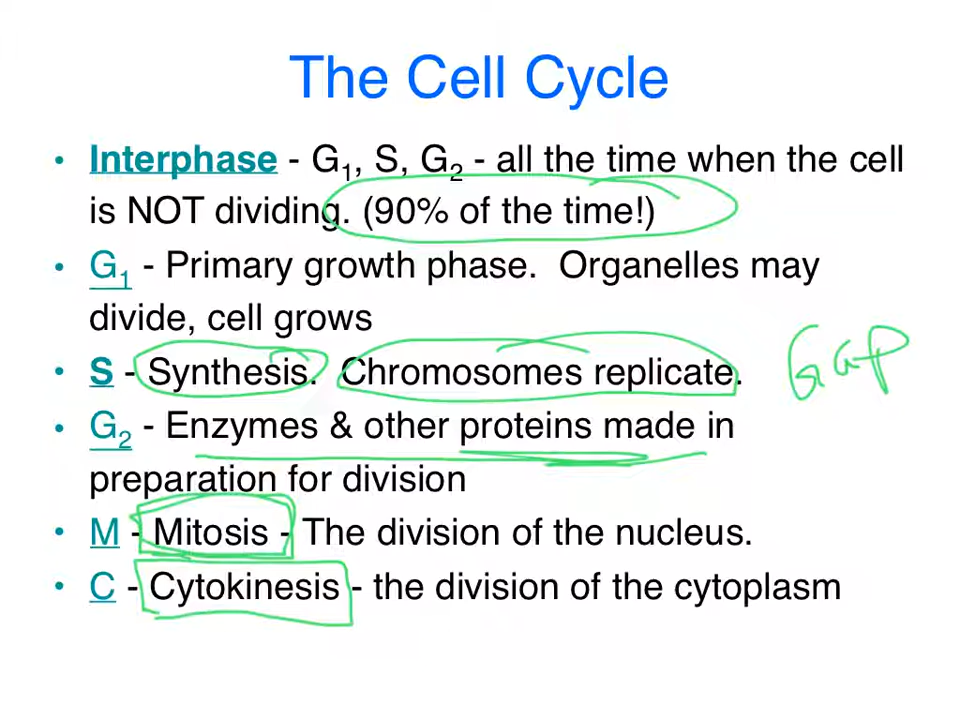 The Cell Cycle
• Interphase - G₁, S, G₂ - all the time when the cell
is NOT dividing. (90% of the time!)
• G₁ - Primary growth phase. Organelles may
divide, cell grows
• S - Synthesis. Chromosomes replicate.
GAP
• G₂ - Enzymes & other proteins made in
preparation for division
• M - Mitosis - The division of the nucleus.
• C - Cytokinesis - the division of the cytoplasm